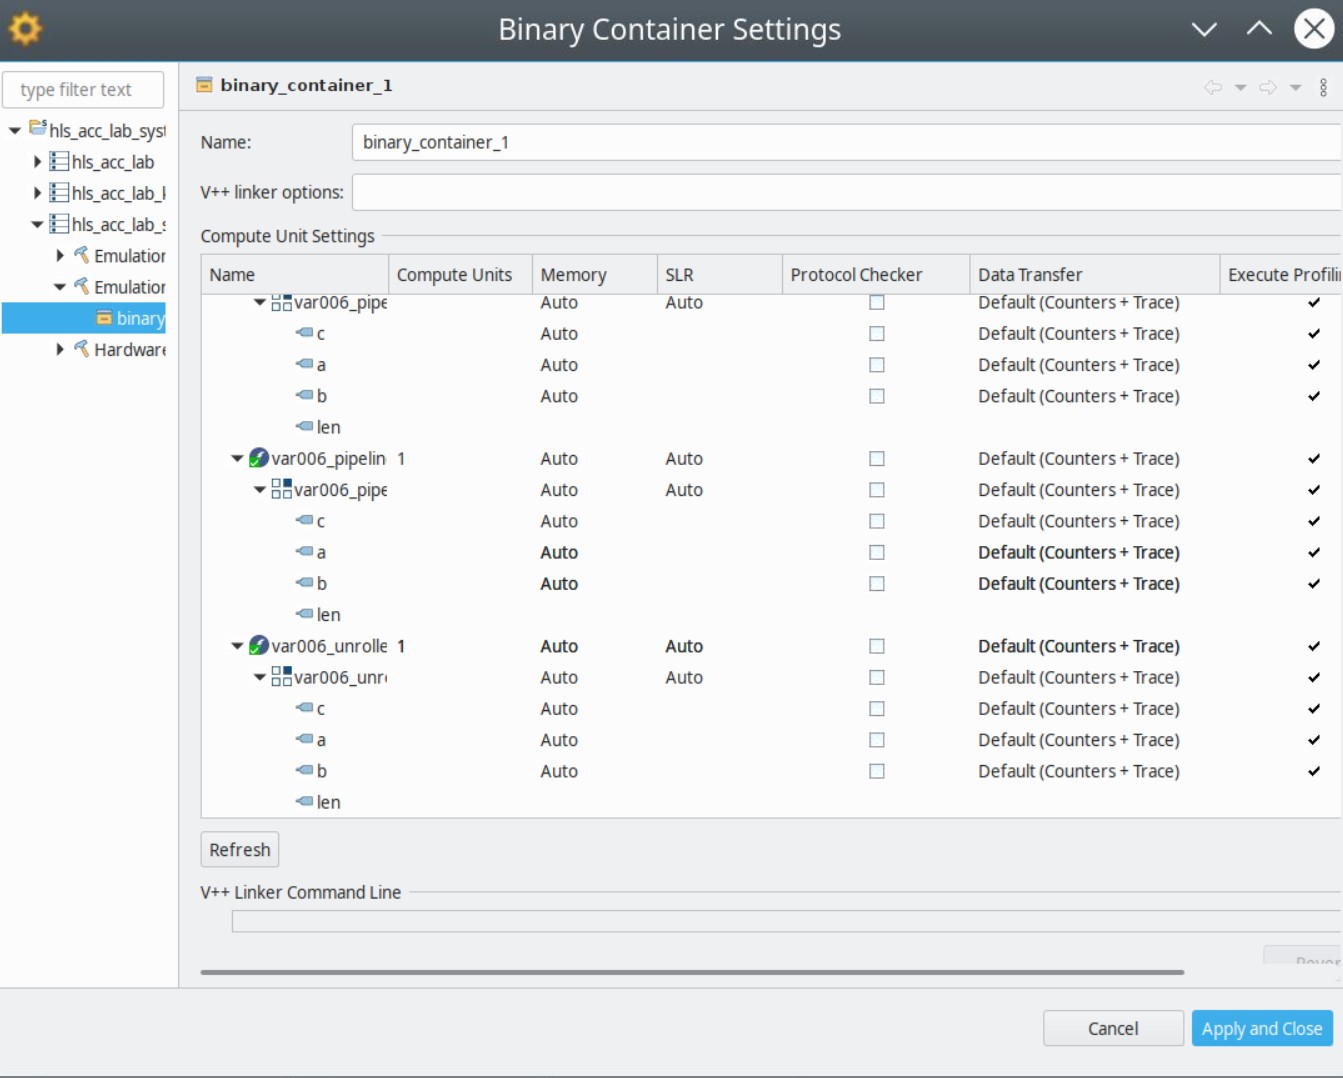 Binary Container Settings
type filter text
hls_acc_lab_syst
hls_acc_lab
hls_acc_lab_k
hls_acc_lab_s
Emulation
Emulation
binary
Hardware
binary_container_1
Name: binary_container_1
V++ linker options:
Compute Unit Settings
Name Compute Units Memory SLR Protocol Checker Data Transfer Execute Profili
var006_pipe Auto Auto Default (Counters + Trace)
c Auto Default (Counters + Trace)
a Auto Default (Counters + Trace)
b Auto Default (Counters + Trace)
len
var006_pipelin 1 Auto Auto Default (Counters + Trace)
var006_pipe Auto Auto Default (Counters + Trace)
c Auto Default (Counters + Trace)
a Auto Default (Counters + Trace)
b Auto Default (Counters + Trace)
len
var006_unrolle 1 Auto Auto Default (Counters + Trace)
var006_unro Auto Auto Default (Counters + Trace)
c Auto Default (Counters + Trace)
a Auto Default (Counters + Trace)
b Auto Default (Counters + Trace)
len
Refresh
V++ Linker Command Line
Cancel Apply and Close